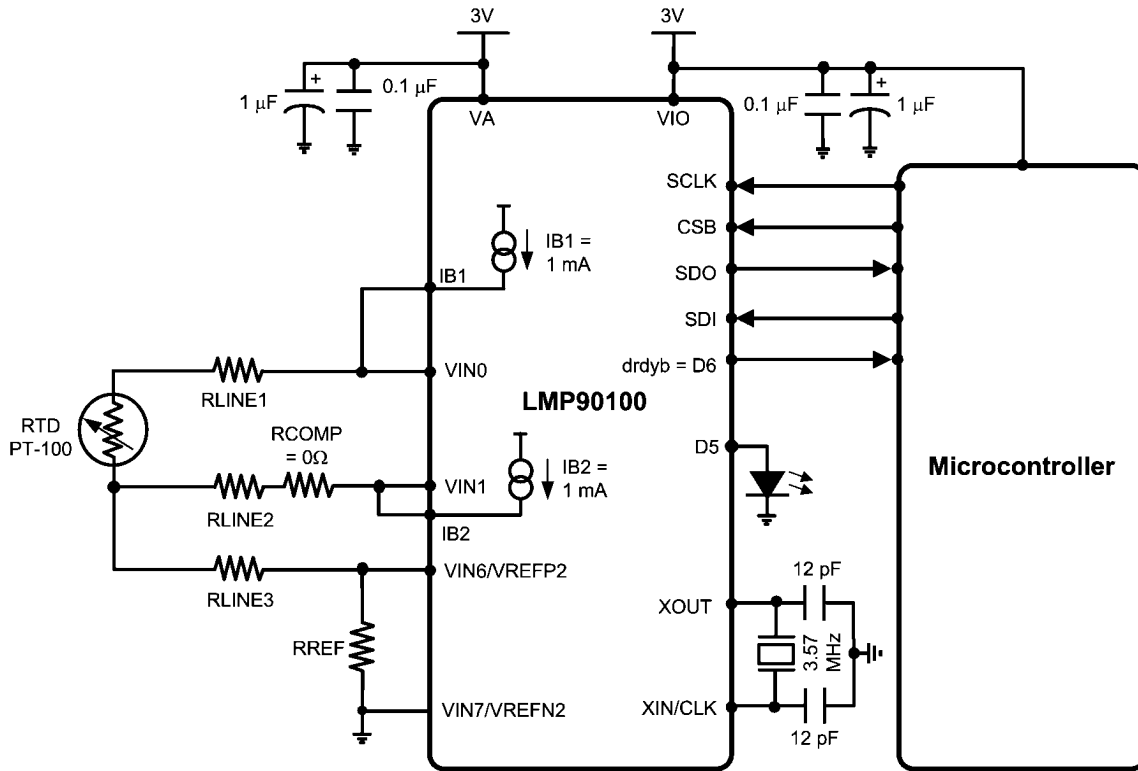 3V
3V
1 µF
+
0.1 µF
0.1 µF
+
1 µF
VA
VIO
SCLK
CSB
SDO
SDI
drdyb = D6
IB1
IB1 =
1 mA
VIN0
RLINE1
LMP90100
RTD
PT-100
RCOMP
= 0Ω
IB2 =
1 mA
D5
Microcontroller
VIN1
RLINE2
IB2
VIN6/VREFP2
RLINE3
12 pF
XOUT
3.57
MHz
RREF
VIN7/VREFN2
XIN/CLK
12 pF